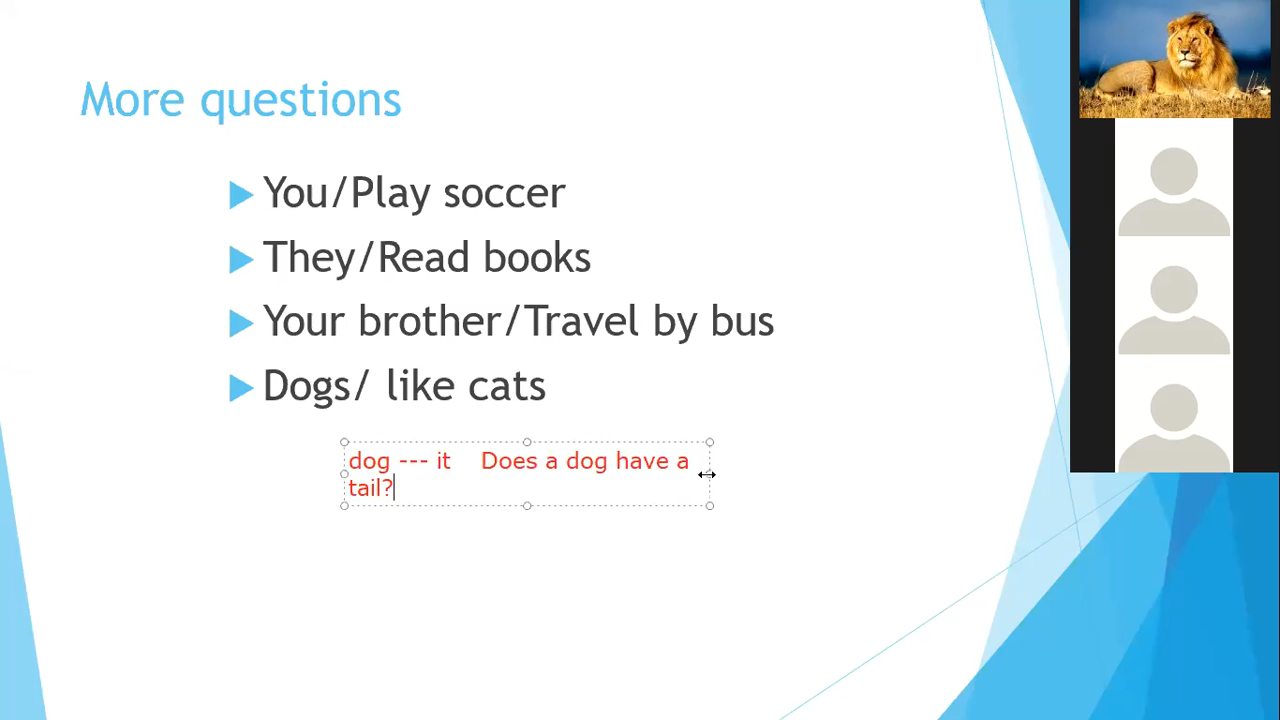 More questions
You/Play soccer
They/Read books
Your brother/Travel by bus
Dogs/ like cats
dog --- it    Does a dog have a
tail?